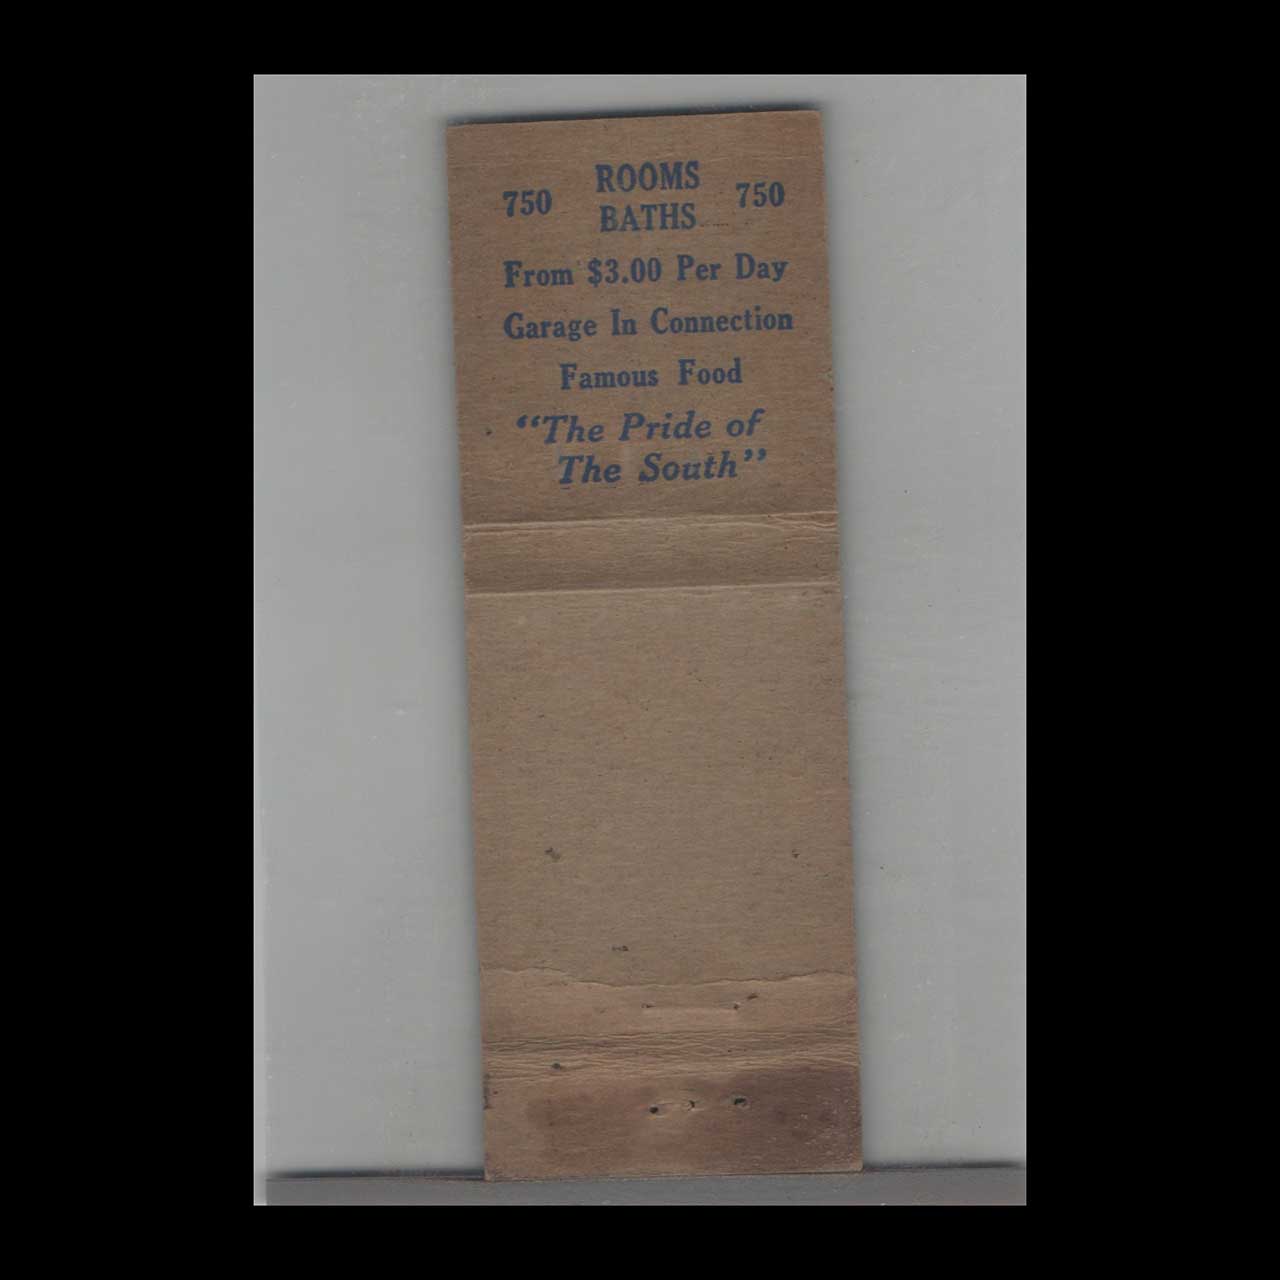 750 ROOMS 750
BATHS
From $3.00 Per Day
Garage In Connection
Famous Food
"The Pride of
The South"